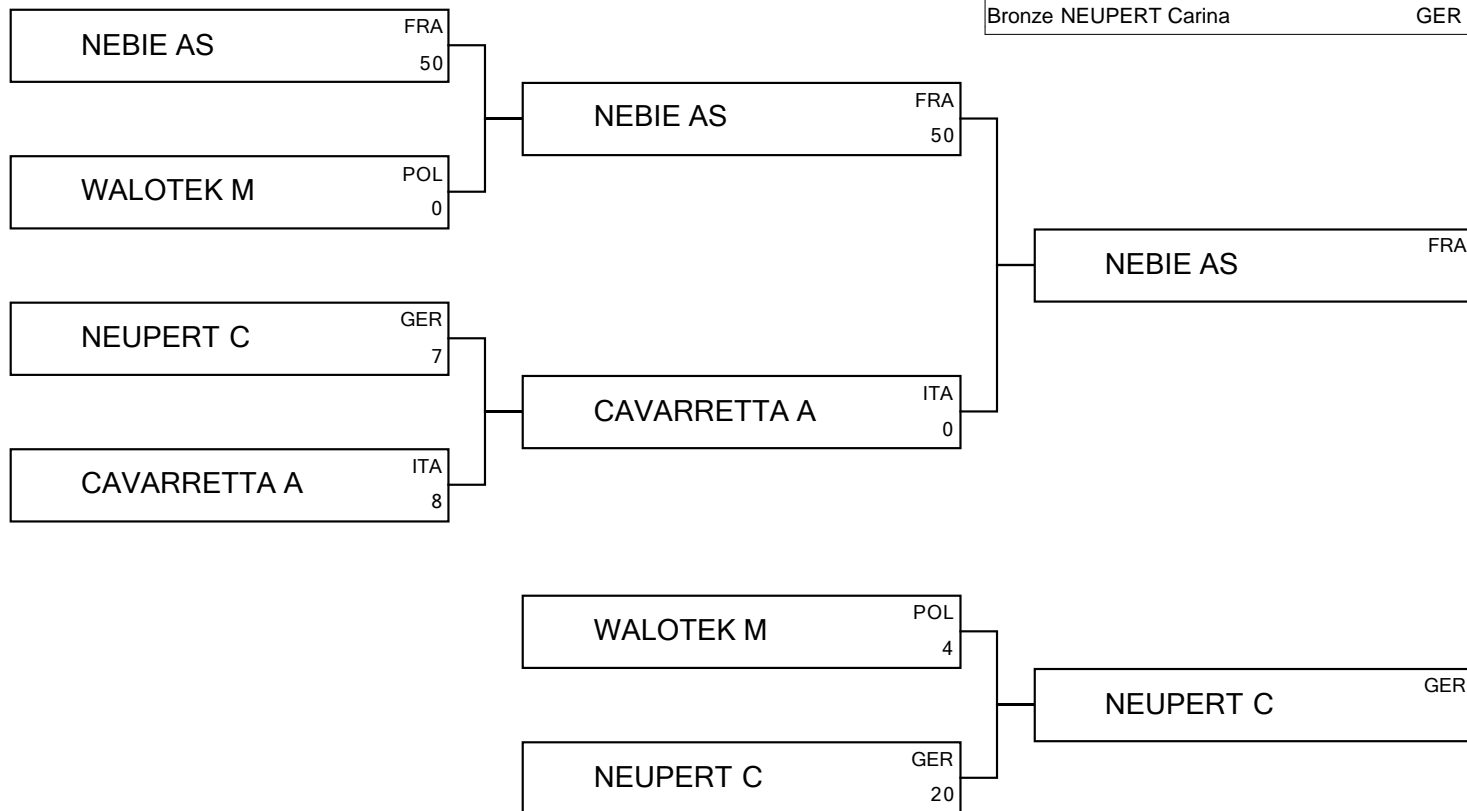 Bronze NEUPERT Carina GER
NEBIE AS FRA 50
WALOTEK M POL 0
NEUPERT C GER 7
CAVARRETTA A ITA 8
NEBIE AS FRA 50
CAVARRETTA A ITA 0
NEBIE AS FRA
WALOTEK M POL 4
NEUPERT C GER 20
NEUPERT C GER